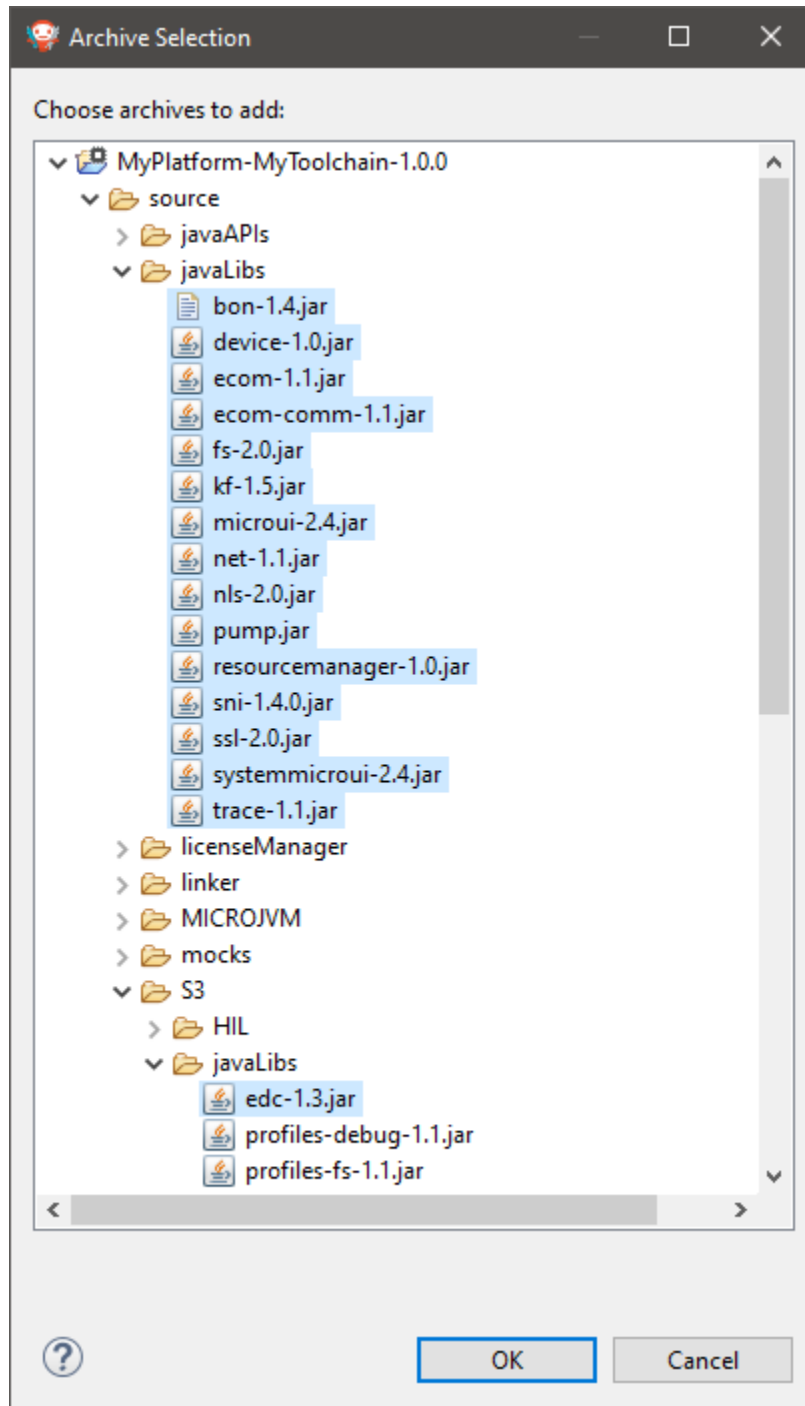 Archive Selection
Choose archives to add:
MyPlatform-MyToolchain-1.0.0
source
javaAPIs
javaLibs
bon-1.4.jar
device-1.0.jar
ecom-1.1.jar
ecom-comm-1.1.jar
fs-2.0.jar
kf-1.5.jar
microui-2.4.jar
net-1.1.jar
nls-2.0.jar
pump.jar
resourcemanager-1.0.jar
sni-1.4.0.jar
ssl-2.0.jar
systemmicroui-2.4.jar
trace-1.1.jar
licenseManager
linker
MICROJVM
mocks
S3
HIL
javaLibs
edc-1.3.jar
profiles-debug-1.1.jar
profiles-fs-1.1.jar
? OK Cancel